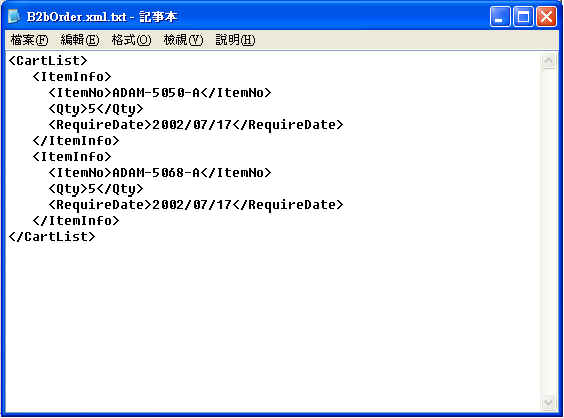 B2bOrder.xml.txt - 記事本
檔案(F) 編輯(E) 格式(O) 檢視(V) 說明(H)
<CartList>
   <ItemInfo>
     <ItemNo>ADAM-5050-A</ItemNo>
     <Qty>5</Qty>
     <RequireDate>2002/07/17</RequireDate>
   </ItemInfo>
   <ItemInfo>
     <ItemNo>ADAM-5068-A</ItemNo>
     <Qty>5</Qty>
     <RequireDate>2002/07/17</RequireDate>
   </ItemInfo>
</CartList>